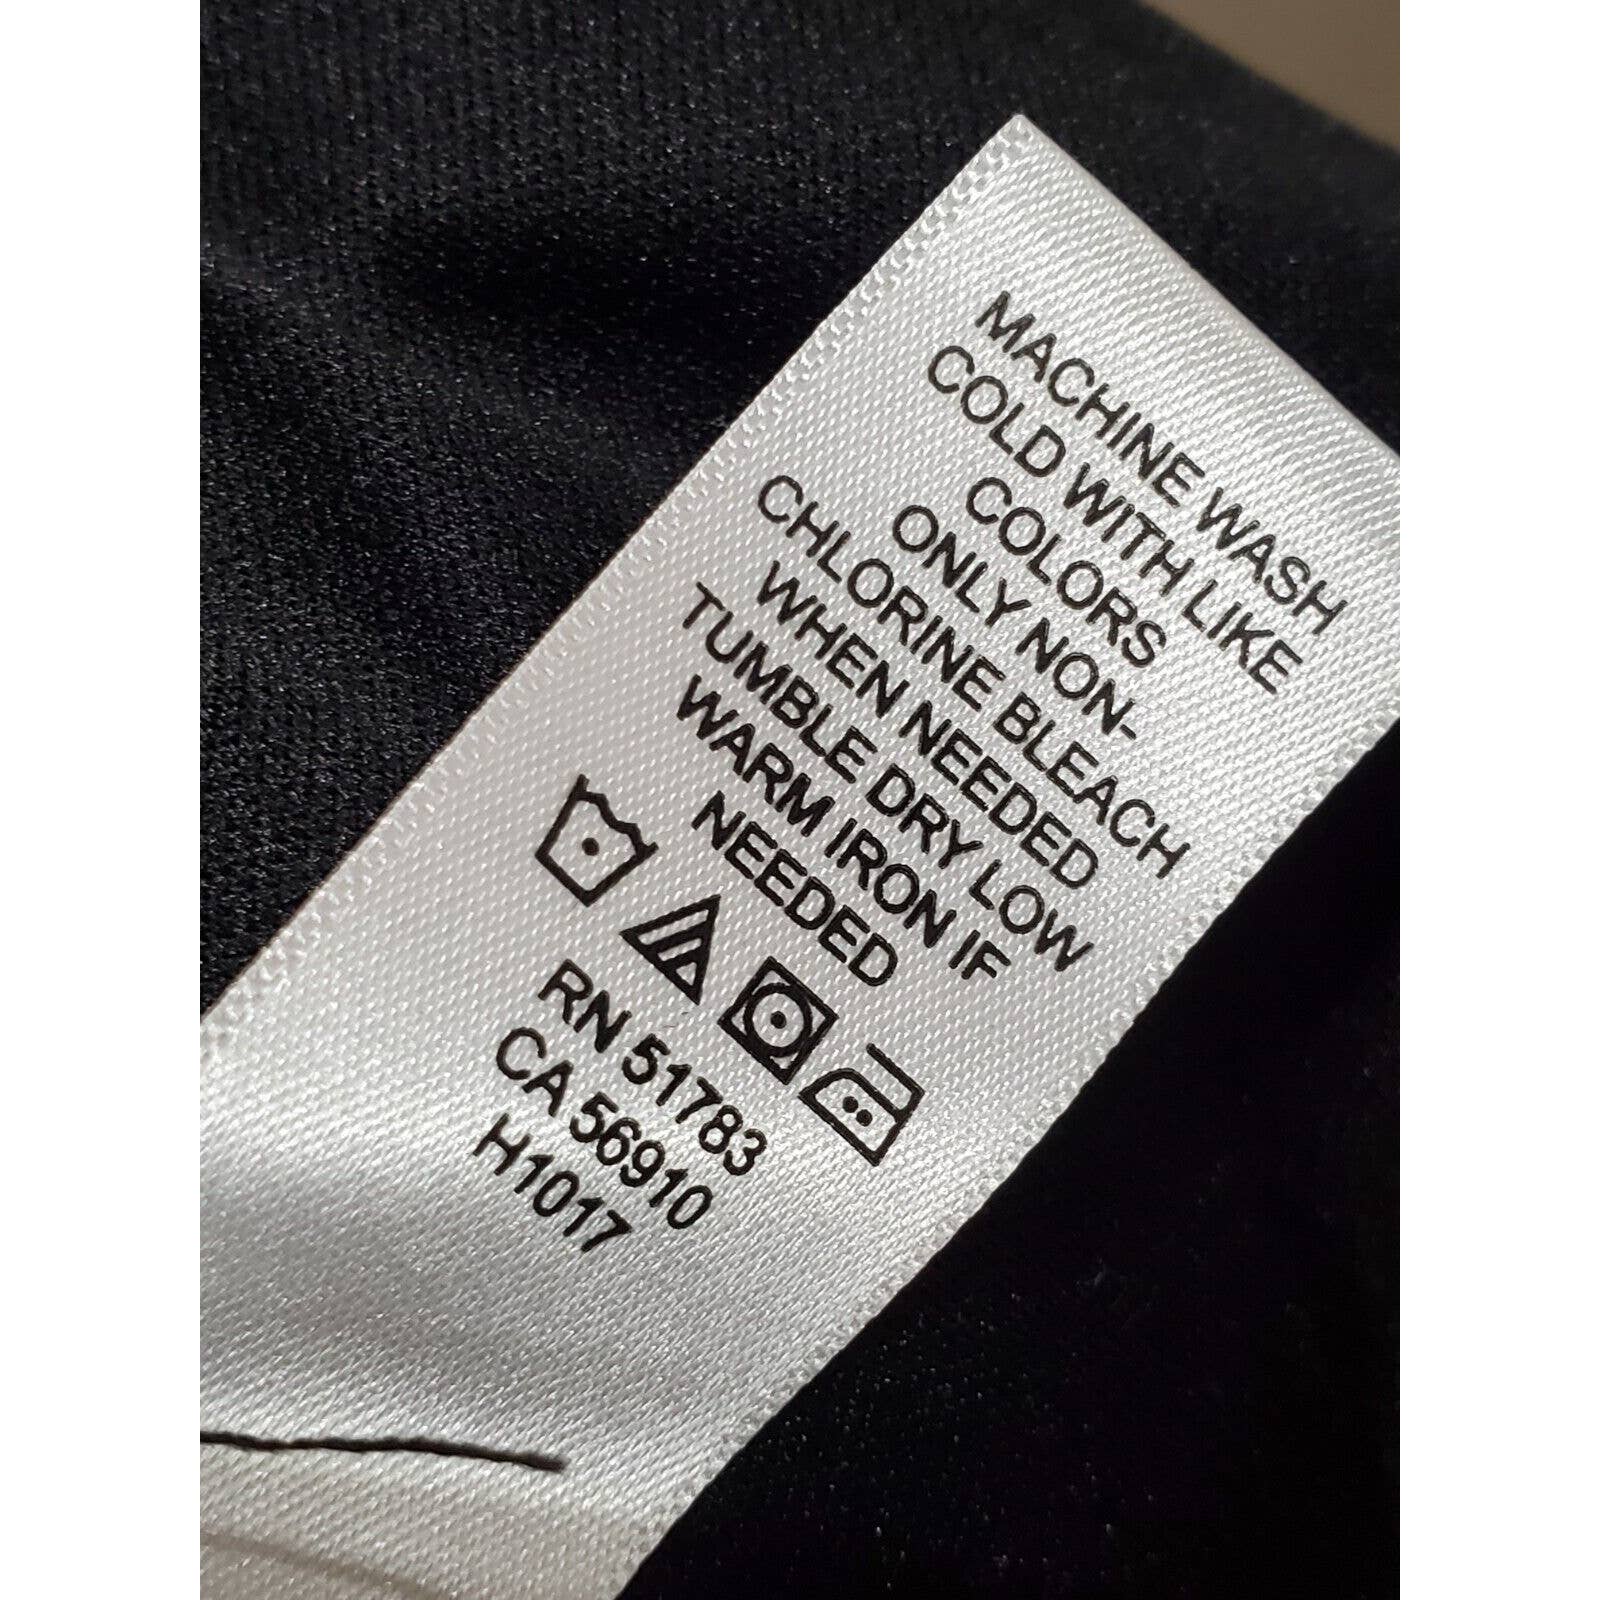 MACHINE WASH
COLD WITH LIKE
COLORS
ONLY NON-
CHLORINE BLEACH
WHEN NEEDED
TUMBLE DRY LOW
WARM IRON IF
NEEDED
RN 51783
CA 56910
H1017